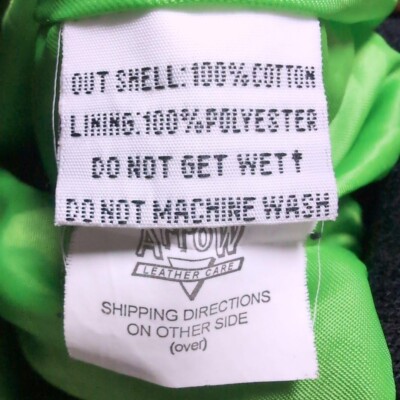 OUT SHELL:100%COTTON
LINING:100%POLYESTER
DO NOT GET WET†
DO NOT MACHINE WASH
ARROW
LEATHER CARE
SHIPPING DIRECTIONS
ON OTHER SIDE
(over)